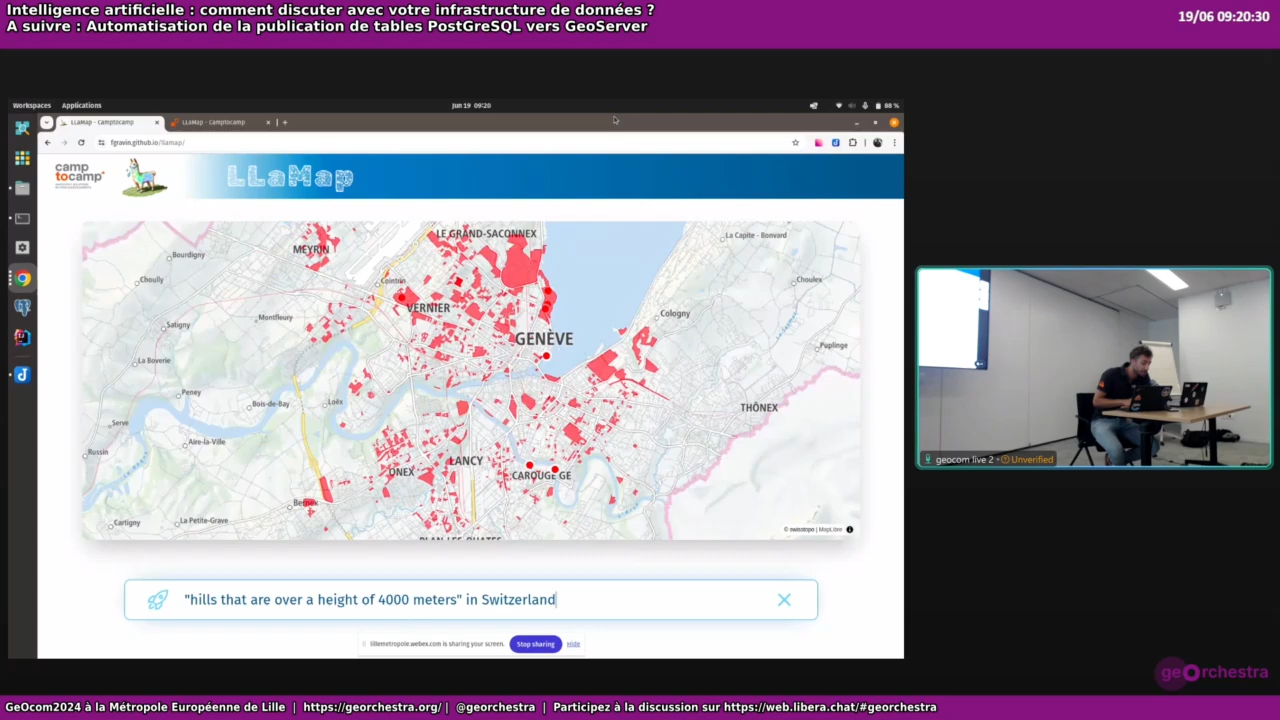 Intelligence artificielle : comment discuter avec votre infrastructure de données ?
A suivre : Automatisation de la publication de tables PostGreSQL vers GeoServer
19/06 09:20:30
Workspaces Applications
Jun 19 09:20
88 %
LLaMap - Camptocamp
LLaMap - Camptocamp
fgravin.github.io/llamap/
camp
tocamp
LLaMap
LE GRAND-SACONNEX
La Capite - Bonvard
MEYRIN
Bourdigny
Choully
Cointrin
Choulex
VERNIER
Montfleury
Cologny
Satigny
GENÈVE
Puplinge
La Boverie
Peney
Loëx
Bois-de-Bay
THÔNEX
Serve
Aire-la-Ville
Russin
LANCY
ONEX
CAROUGE GE
Bernex
La Petite-Grave
Cartigny
© swisstopo | MapLibre
PLAN-LES-OUATES
"hills that are over a height of 4000 meters" in Switzerland
lillemetropole.webex.com is sharing your screen.
Stop sharing
Hide
geocom live 2 • Unverified
geOrchestra
GeOcom2024 à la Métropole Européenne de Lille | https://georchestra.org/ | @georchestra | Participez à la discussion sur https://web.libera.chat/#georchestra